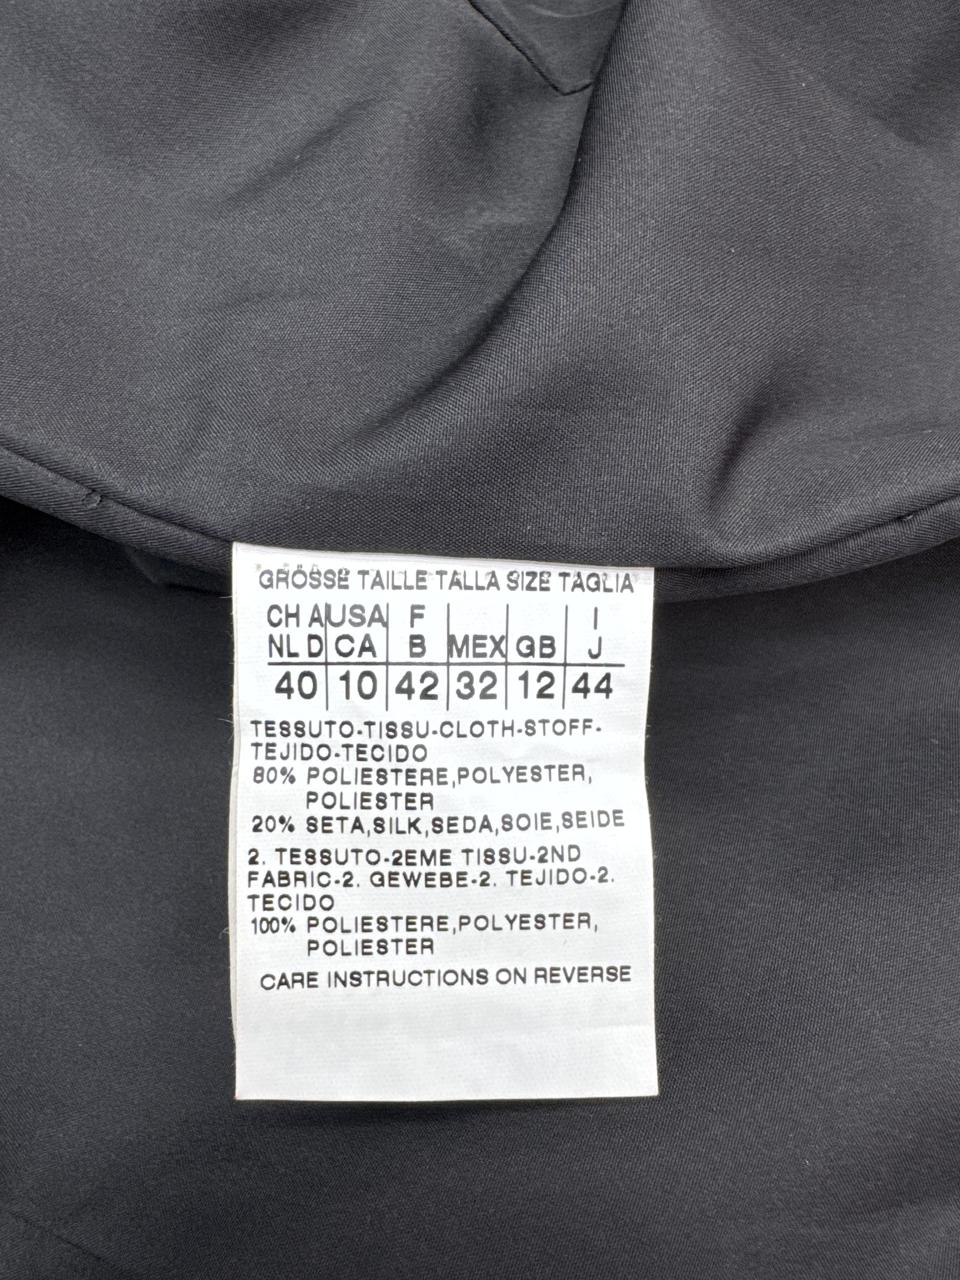 GRÖSSE TAILLE TALLA SIZE TAGLIA
CH A USA F I
NL D CA B MEX GB J
40 10 42 32 12 44
TESSUTO-TISSU-CLOTH-STOFF-
TEJIDO-TECIDO
80% POLIESTERE,POLYESTER,
POLIESTER
20% SETA,SILK,SEDA,SOIE,SEIDE
2. TESSUTO-2EME TISSU-2ND
FABRIC-2. GEWEBE-2. TEJIDO-2.
TECIDO
100% POLIESTERE,POLYESTER,
POLIESTER
CARE INSTRUCTIONS ON REVERSE